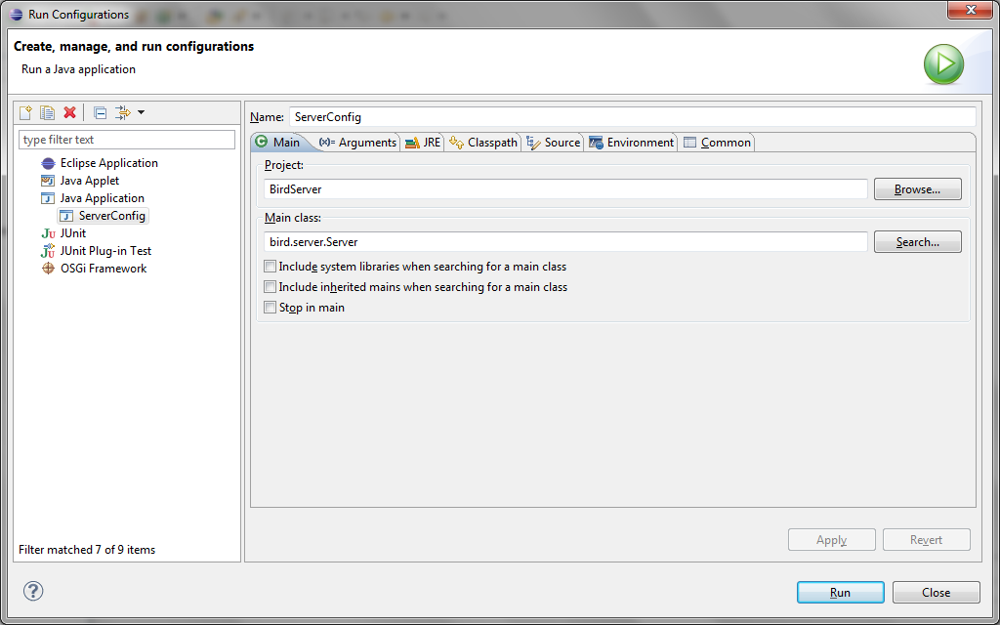 Run Configurations
Create, manage, and run configurations
Run a Java application
type filter text
Eclipse Application
Java Applet
Java Application
ServerConfig
JUnit
JUnit Plug-in Test
OSGi Framework
Filter matched 7 of 9 items
Name: ServerConfig
Main (x)= Arguments JRE Classpath Source Environment Common
Project:
BirdServer Browse...
Main class:
bird.server.Server Search...
Include system libraries when searching for a main class
Include inherited mains when searching for a main class
Stop in main
Apply Revert
Run Close